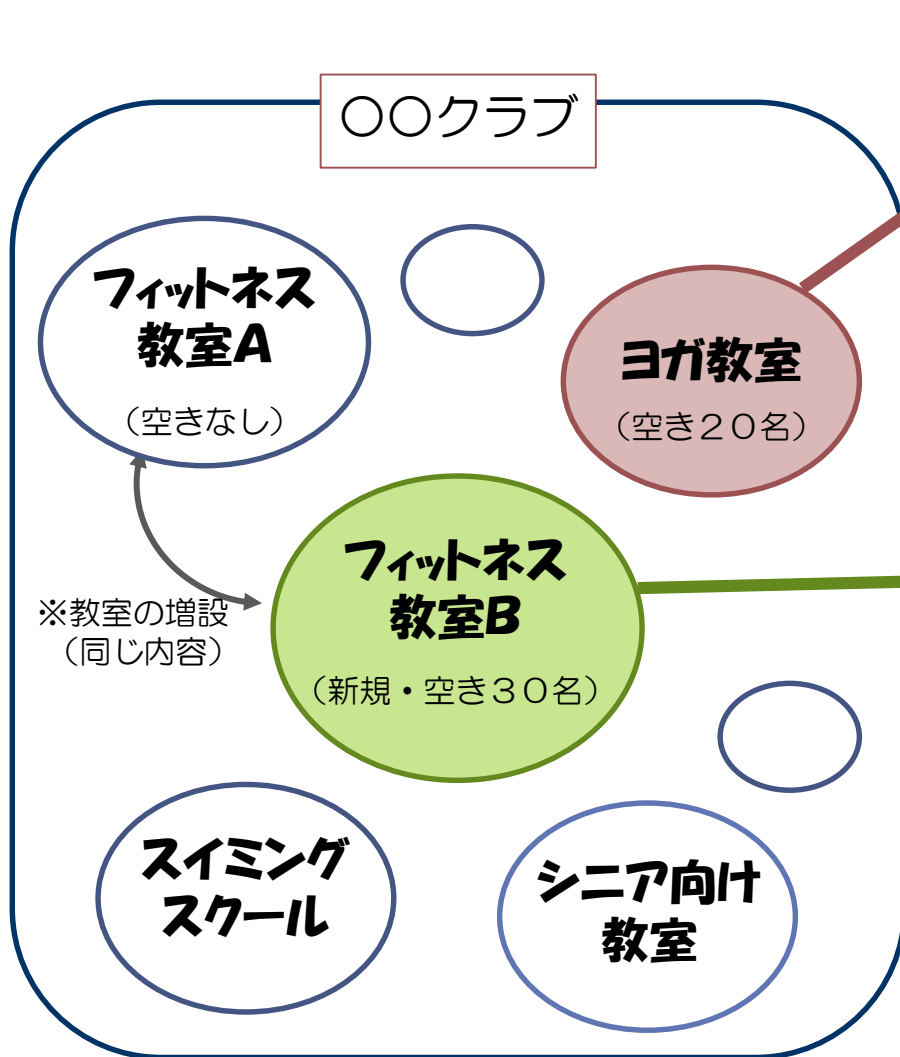 〇〇クラブ
フィットネス
教室A
（空きなし）
ヨガ教室
（空き２０名）
フィットネス
教室B
（新規・空き３０名）
※教室の増設
（同じ内容）
スイミング
スクール
シニア向け
教室